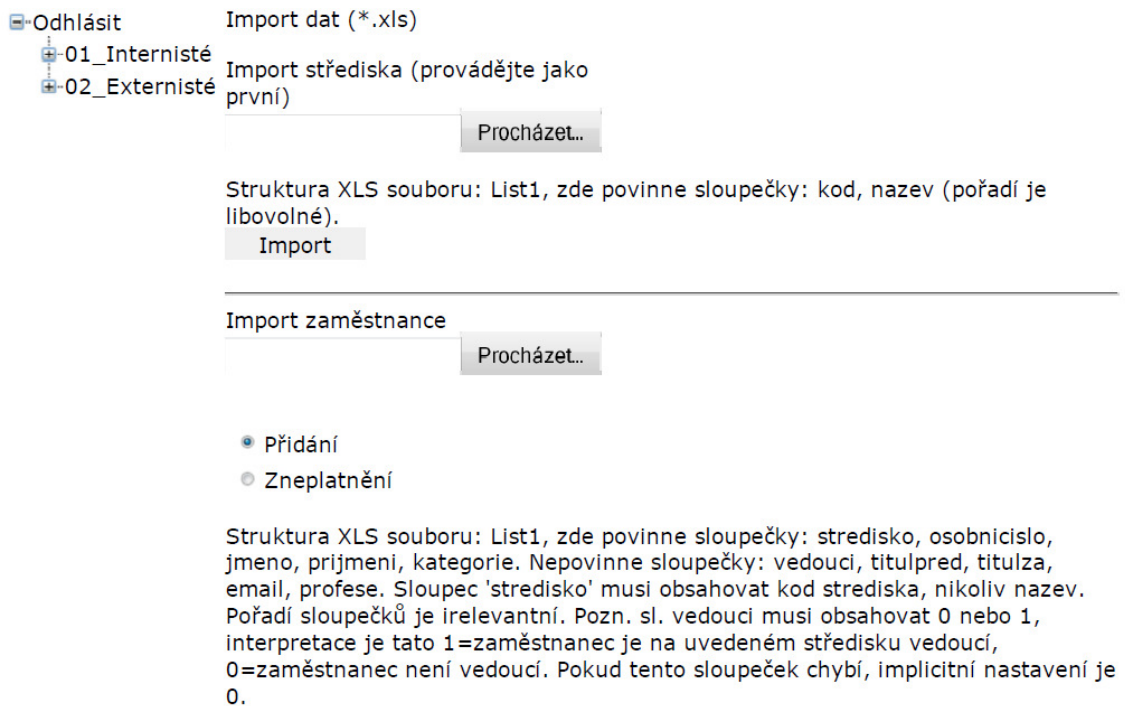 Odhlásit
01_Internisté
02_Externisté
Import dat (*.xls)
Import střediska (provádějte jako
první)
Procházet...
Struktura XLS souboru: List1, zde povinne sloupečky: kod, nazev (pořadí je
libovolné).
Import
Import zaměstnance
Procházet...
Přidání
Zneplatnění
Struktura XLS souboru: List1, zde povinne sloupečky: stredisko, osobnicislo,
jmeno, prijmeni, kategorie. Nepovinne sloupečky: vedouci, titulpred, titulza,
email, profese. Sloupec 'stredisko' musi obsahovat kod strediska, nikoliv nazev.
Pořadí sloupečků je irelevantní. Pozn. sl. vedouci musi obsahovat 0 nebo 1,
interpretace je tato 1=zaměstnanec je na uvedeném středisku vedoucí,
0=zaměstnanec není vedoucí. Pokud tento sloupeček chybí, implicitní nastavení je
0.